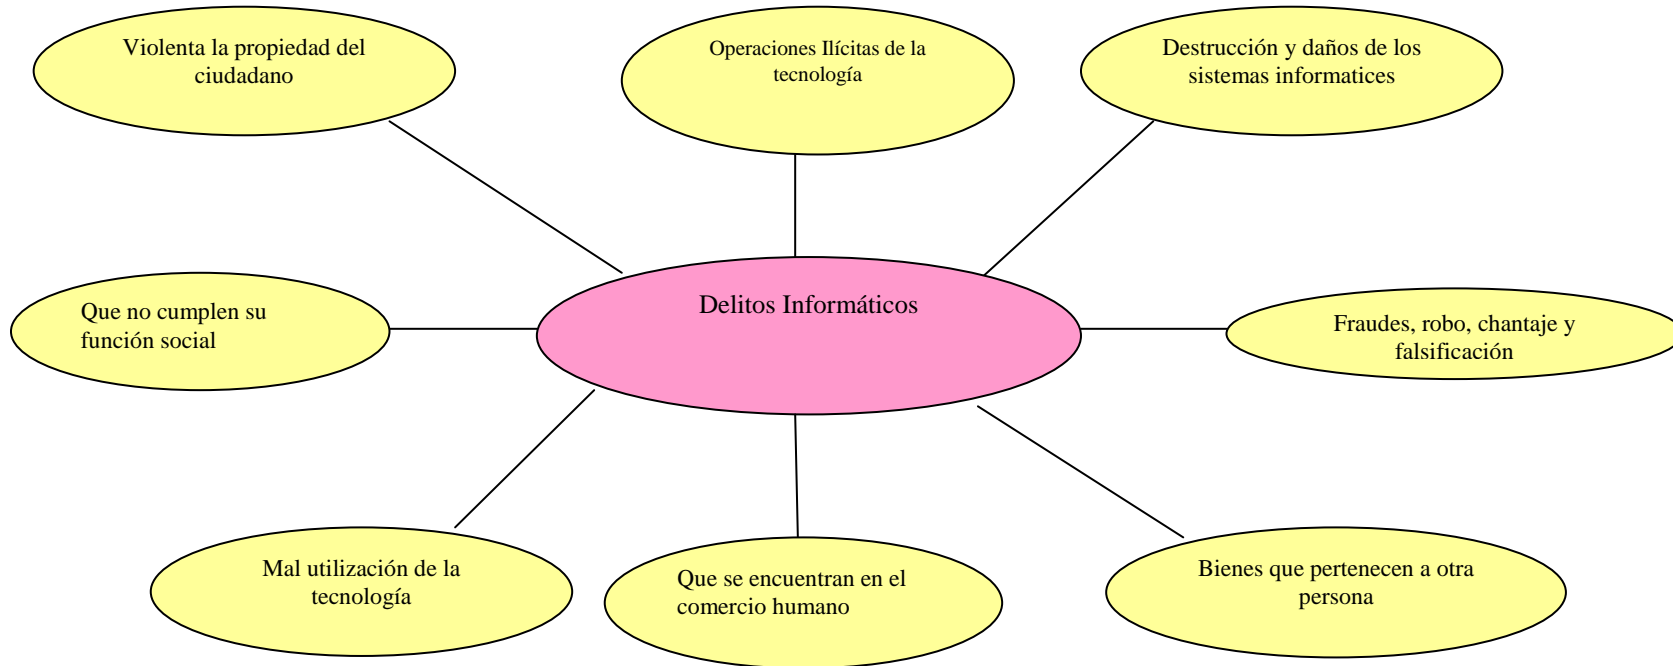 Violenta la propiedad del
ciudadano
Operaciones Ilícitas de la
tecnología
Destrucción y daños de los
sistemas informatices
Delitos Informáticos
Que no cumplen su
función social
Fraudes, robo, chantaje y
falsificación
Mal utilización de la
tecnología
Que se encuentran en el
comercio humano
Bienes que pertenecen a otra
persona